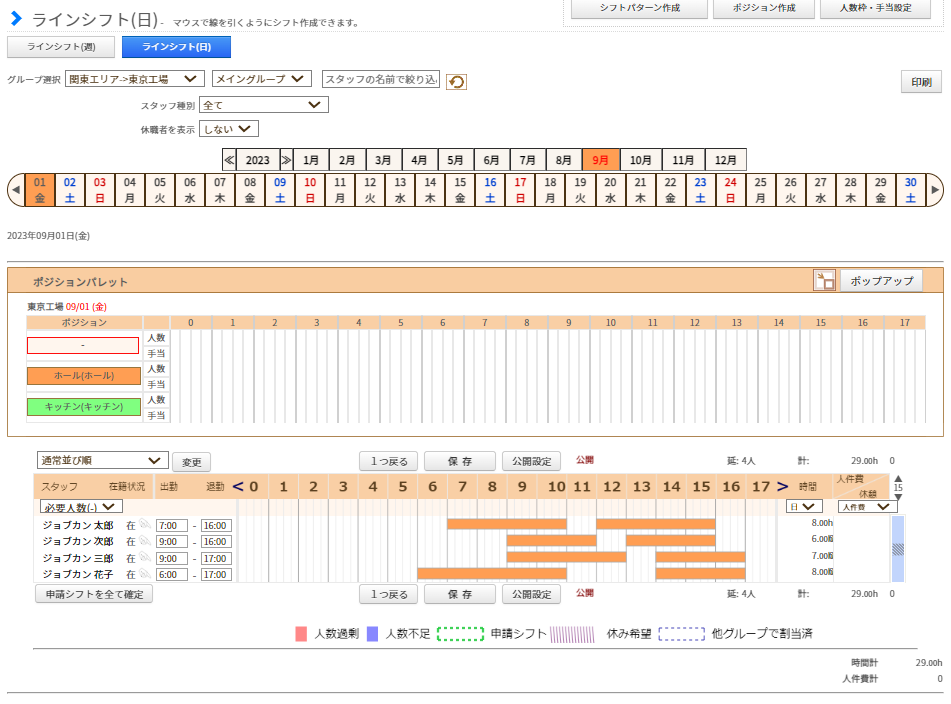 シフトパターン作成 ポジション作成 人数枠・手当設定
ラインシフト(日) - マウスで線を引くようにシフト作成できます。
ラインシフト(週) ラインシフト(日)
グループ選択 関東エリア->東京工場 メイングループ スタッフの名前で絞り込 印刷
スタッフ種別 全て
休職者を表示 しない
≪ 2023 ≫ 1月 2月 3月 4月 5月 6月 7月 8月 9月 10月 11月 12月
01 02 03 04 05 06 07 08 09 10 11 12 13 14 15 16 17 18 19 20 21 22 23 24 25 26 27 28 29 30
金 土 日 月 火 水 木 金 土 日 月 火 水 木 金 土 日 月 火 水 木 金 土 日 月 火 水 木 金 土
2023年09月01日(金)
ポジションパレット ポップアップ
東京工場 09/01 (金)
ポジション 0 1 2 3 4 5 6 7 8 9 10 11 12 13 14 15 16 17
- 人数
手当
ホール(ホール) 人数
手当
キッチン(キッチン) 人数
手当
通常並び順 変更 1つ戻る 保 存 公開設定 公開 延: 4人 計: 29.00h 0
スタッフ 在籍状況 出勤 退勤 < 0 1 2 3 4 5 6 7 8 9 10 11 12 13 14 15 16 17 > 時間 人件費 休憩 15
必要人数(-) 日 人件費
ジョブカン 太郎 在 7:00 - 16:00 8.00h
ジョブカン 次郎 在 9:00 - 16:00 6.00
ジョブカン 三郎 在 9:00 - 17:00 7.00
ジョブカン 花子 在 6:00 - 17:00 8.00
申請シフトを全て確定 1つ戻る 保 存 公開設定 公開 延: 4人 計: 29.00h 0
人数過剰 人数不足 申請シフト 休み希望 他グループで割当済
時間計 29.00h
人件費計 0